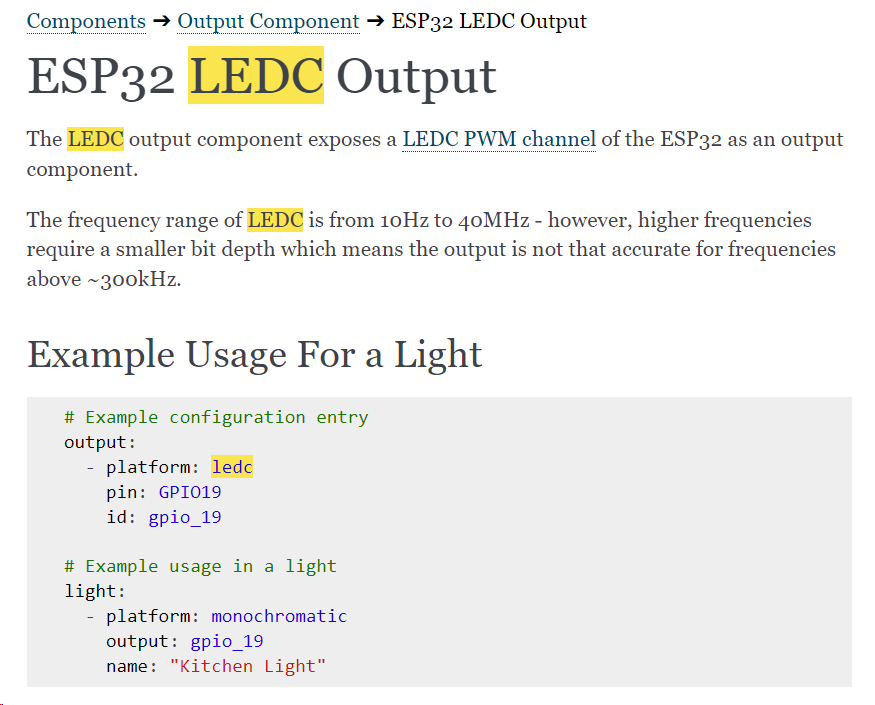 Components ➔ Output Component ➔ ESP32 LEDC Output
ESP32 LEDC Output
The LEDC output component exposes a LEDC PWM channel of the ESP32 as an output
component.
The frequency range of LEDC is from 10Hz to 40MHz - however, higher frequencies
require a smaller bit depth which means the output is not that accurate for frequencies
above ~300kHz.
Example Usage For a Light
# Example configuration entry
output:
  - platform: ledc
    pin: GPIO19
    id: gpio_19
# Example usage in a light
light:
  - platform: monochromatic
    output: gpio_19
    name: "Kitchen Light"